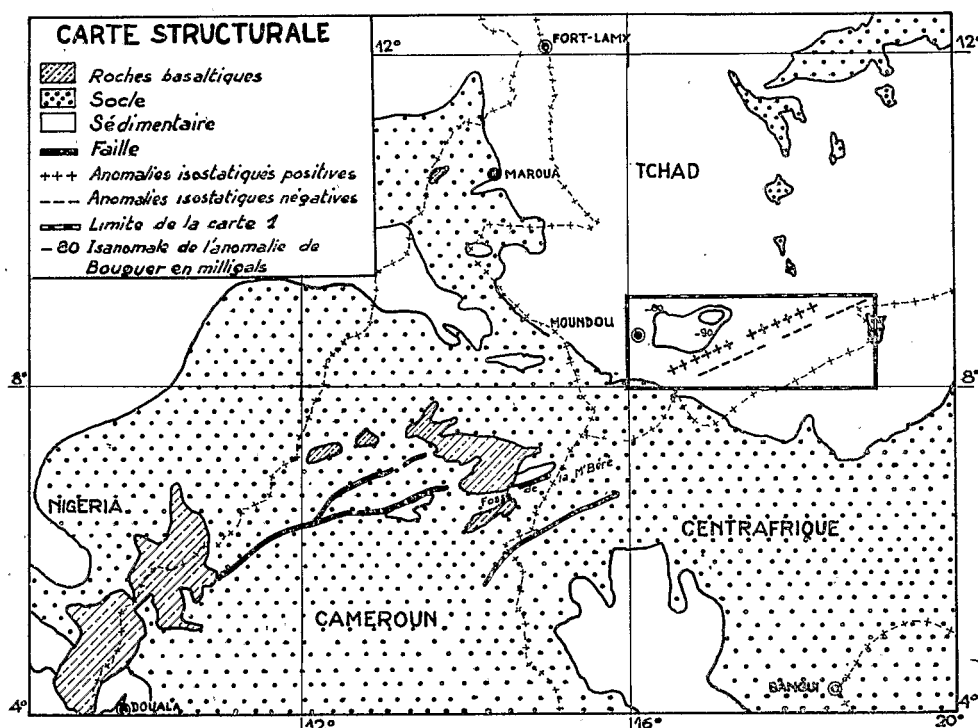 CARTE STRUCTURALE
Roches basaltiques
Socle
Sédimentaire
Faille
Anomalies isostatiques positives
Anomalies isostatiques négatives
Limite de la carte 1
-80 Isanomale de l'anomalie de
Bouguer en milligals
12°
FORT-LAMY
12°
MAROUA
TCHAD
MOUNDOU
-80
-90
8°
8°
NIGERIA
Fossé de la M'Béré
CENTRAFRIQUE
CAMEROUN
BANGUI
DOUALA
4°
12°
16°
4°
20